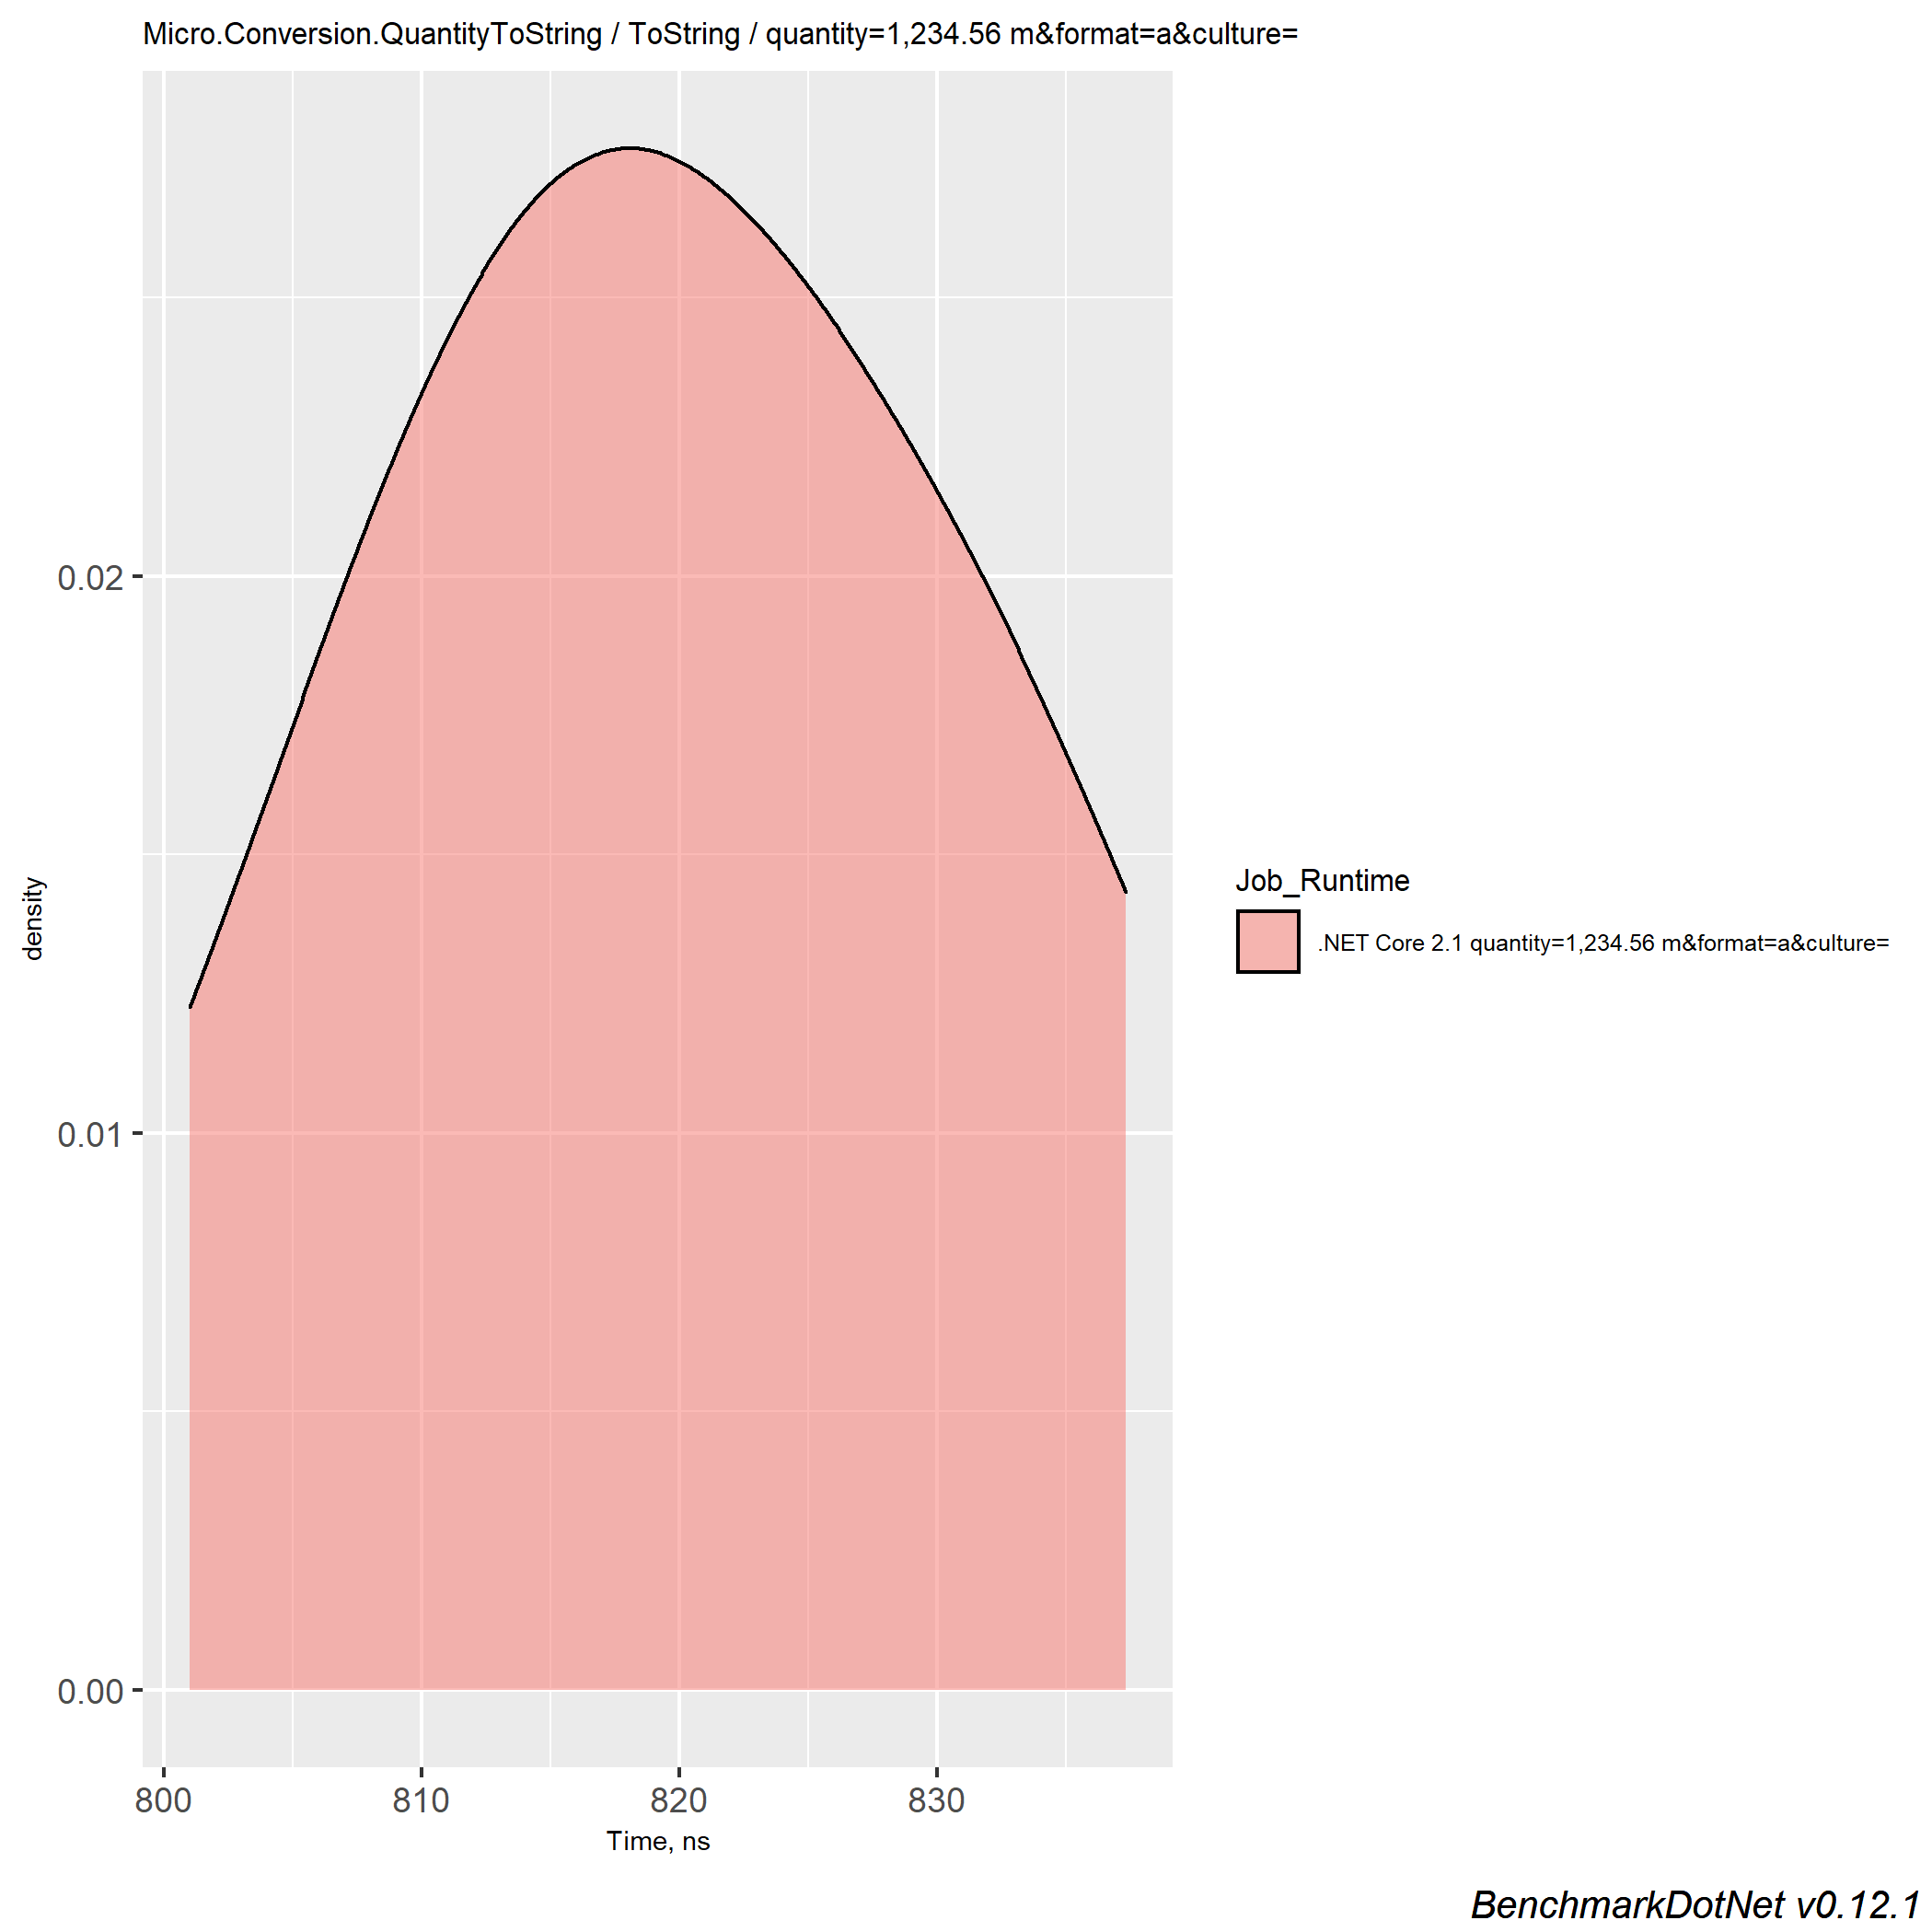 Micro.Conversion.QuantityToString / ToString / quantity=1,234.56 m&format=a&culture=
0.02
0.01
0.00
density
800 810 820 830
Time, ns
Job_Runtime
.NET Core 2.1 quantity=1,234.56 m&format=a&culture=
BenchmarkDotNet v0.12.1